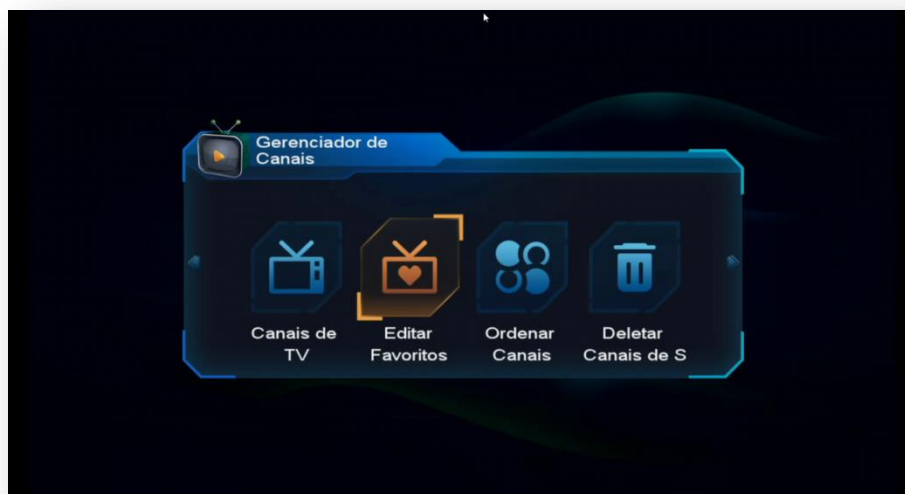 Gerenciador de
Canais
Canais de
TV
Editar
Favoritos
Ordenar
Canais
Deletar
Canais de S